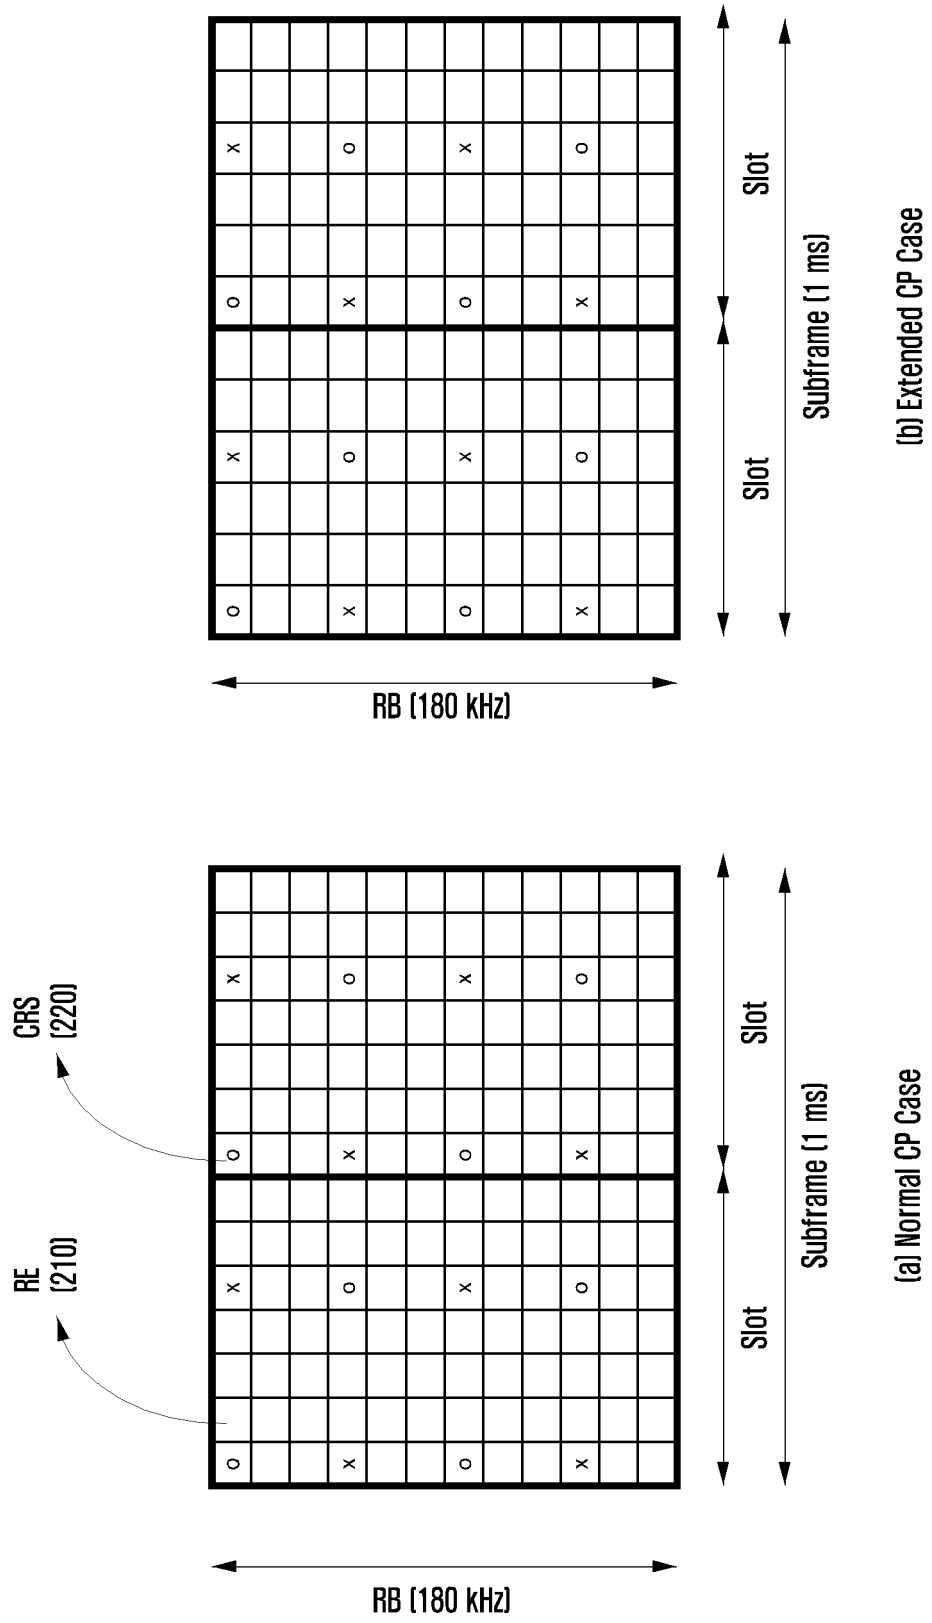 RE
(210)
CRS
(220)
RB (180 kHz)
O X O X
X O X O
O X O X
X O X O
Slot
Slot
Subframe (1 ms)
(a) Normal CP Case
RB (180 kHz)
O X O X
X O X O
O X O X
X O X O
Slot
Slot
Subframe (1 ms)
(b) Extended CP Case